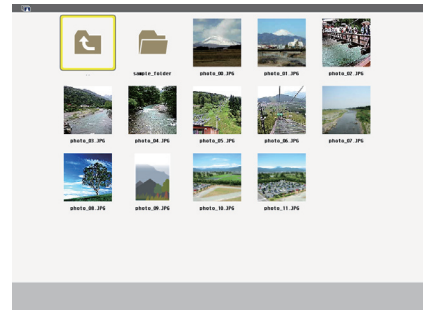 ...
sample_folder
photo_00.JPG
photo_01.JPG
photo_02.JPG
photo_03.JPG
photo_04.JPG
photo_05.JPG
photo_06.JPG
photo_07.JPG
photo_08.JPG
photo_09.JPG
photo_10.JPG
photo_11.JPG